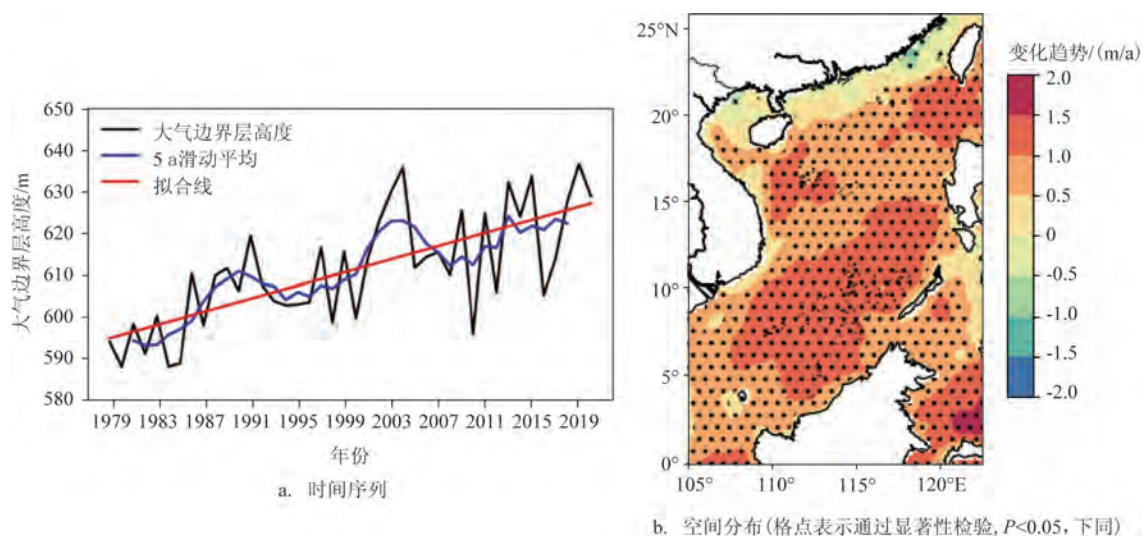 650
640
630
620
610
600
590
580
大气边界层高度/m
大气边界层高度
5 a滑动平均
拟合线
1979 1983 1987 1991 1995 1999 2003 2007 2011 2015 2019
年份
a. 时间序列
25°N
20°
15°
10°
5°
0°
105° 110° 115° 120°E
变化趋势/(m/a)
2.0
1.5
1.0
0.5
0
-0.5
-1.0
-1.5
-2.0
b. 空间分布(格点表示通过显著性检验, P<0.05, 下同)